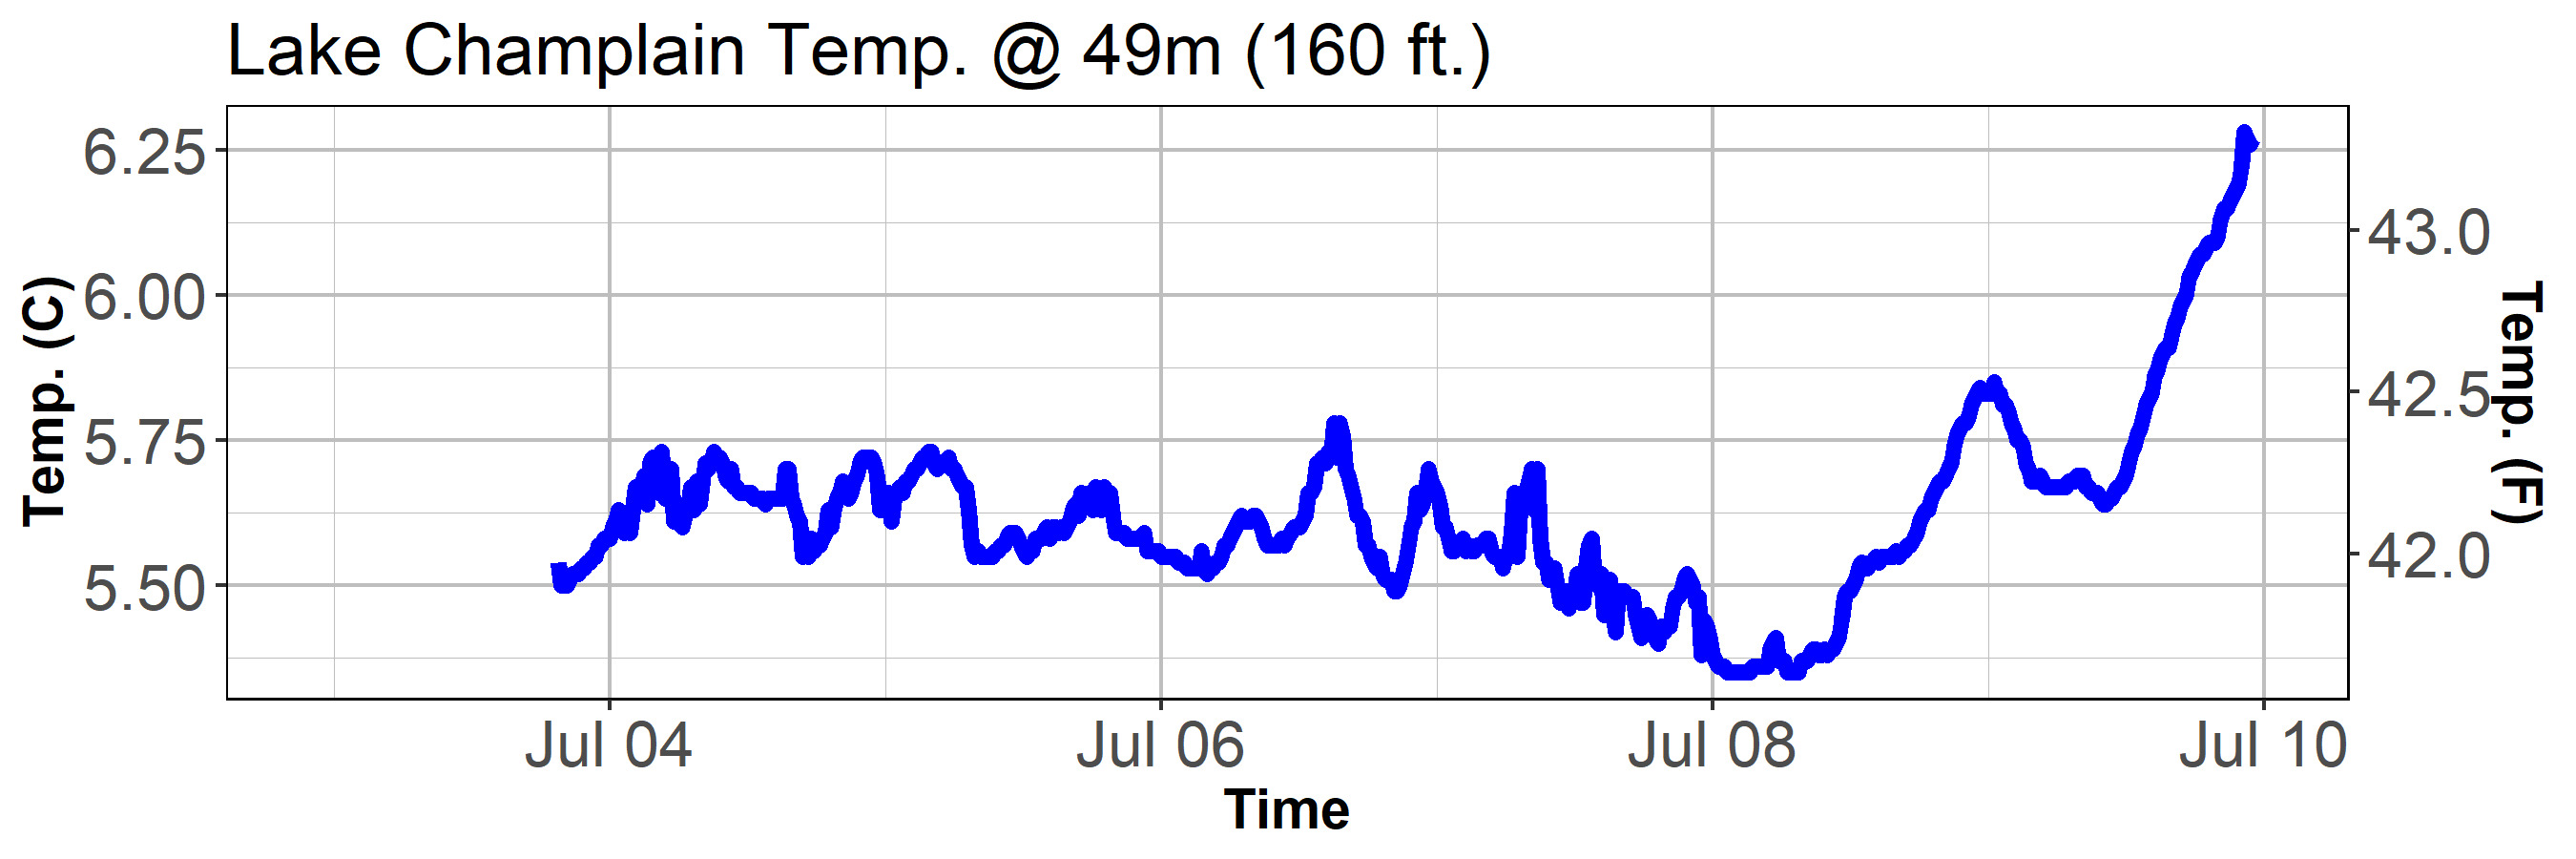 Lake Champlain Temp. @ 49m (160 ft.)
Temp. (C)
6.25
6.00
5.75
5.50
43.0
42.5
42.0
Temp. (F)
Jul 04
Jul 06
Jul 08
Jul 10
Time